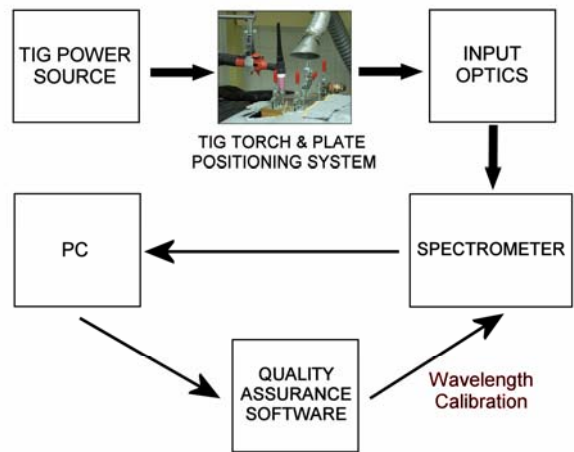 TIG POWER
SOURCE
TIG TORCH & PLATE
POSITIONING SYSTEM
INPUT
OPTICS
PC
SPECTROMETER
QUALITY
ASSURANCE
SOFTWARE
Wavelength
Calibration